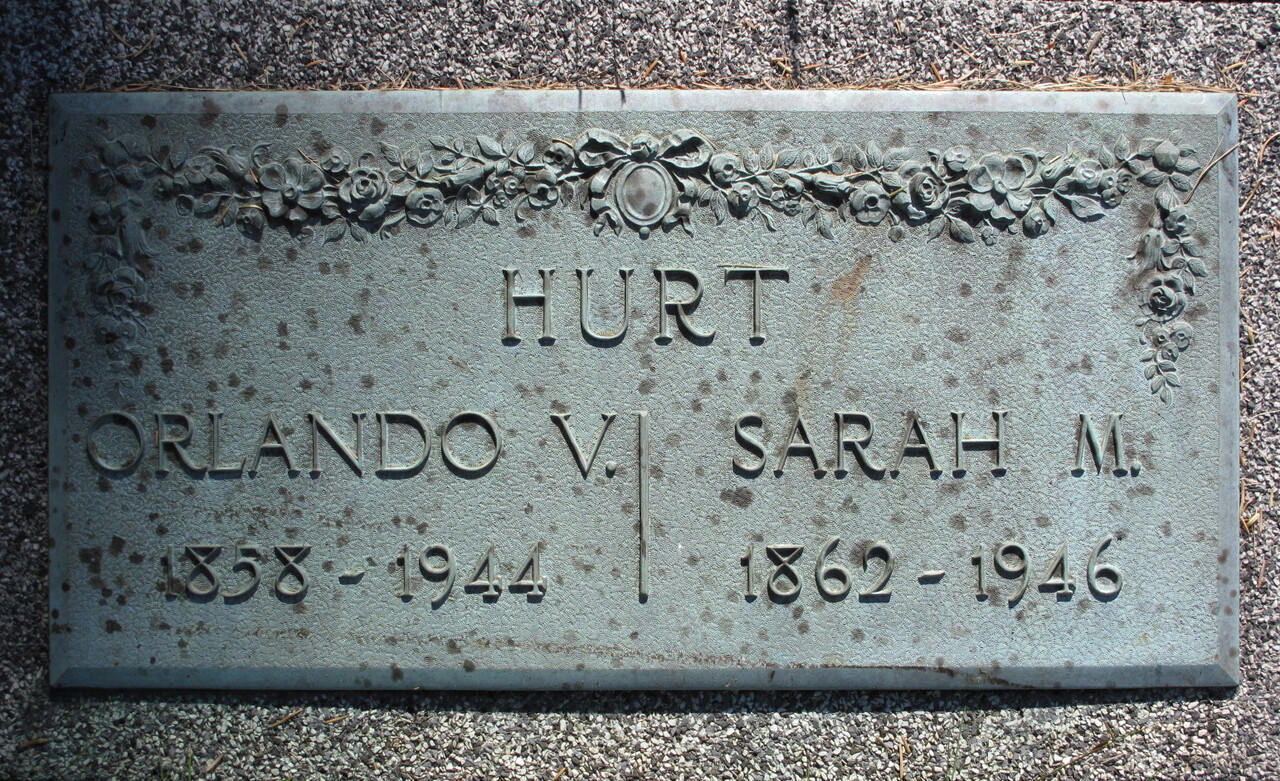 HURT
ORLANDO V. SARAH M.
1858 - 1944 1862 - 1946